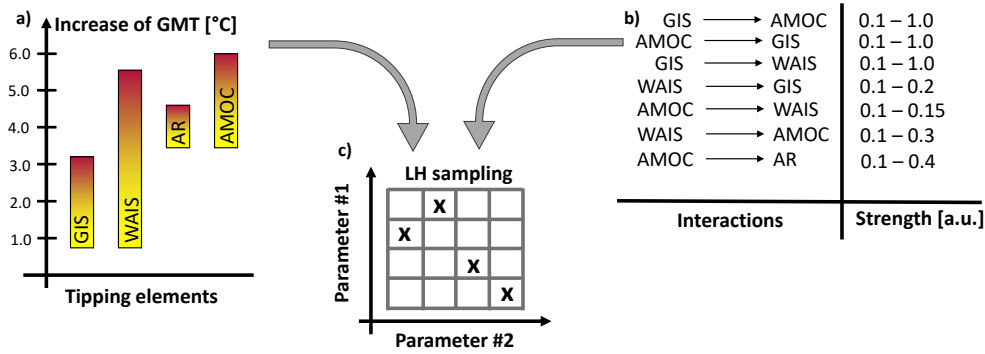 a) Increase of GMT [°C]
6.0
5.0
4.0
3.0
2.0
1.0
GIS
WAIS
AR
AMOC
Tipping elements
b)
GIS AMOC 0.1 – 1.0
AMOC GIS 0.1 – 1.0
GIS WAIS 0.1 – 1.0
WAIS GIS 0.1 – 0.2
AMOC WAIS 0.1 – 0.15
WAIS AMOC 0.1 – 0.3
AMOC AR 0.1 – 0.4
Interactions Strength [a.u.]
c)
LH sampling
Parameter #1
X
X
X
X
Parameter #2